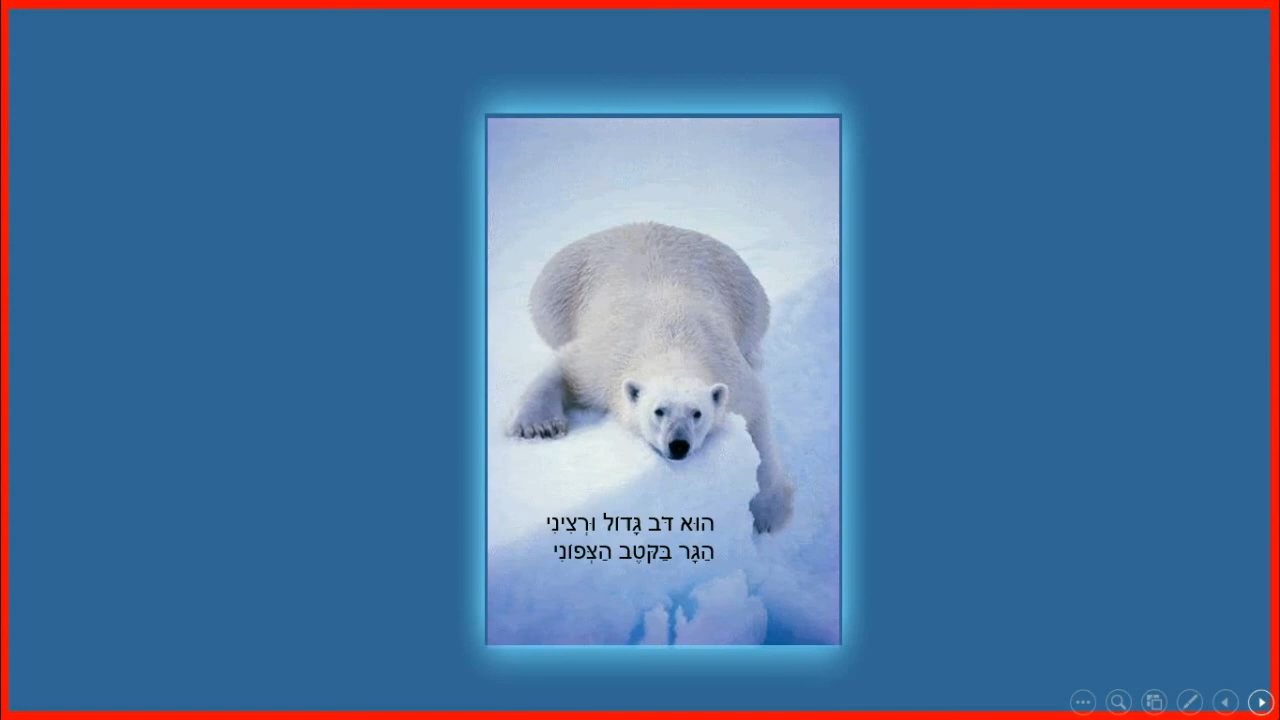 הוּא דֹּב גָּדוֹל וּרְצִינִי
הַגָּר בַּקֹּטֶב הַצְּפוֹנִי